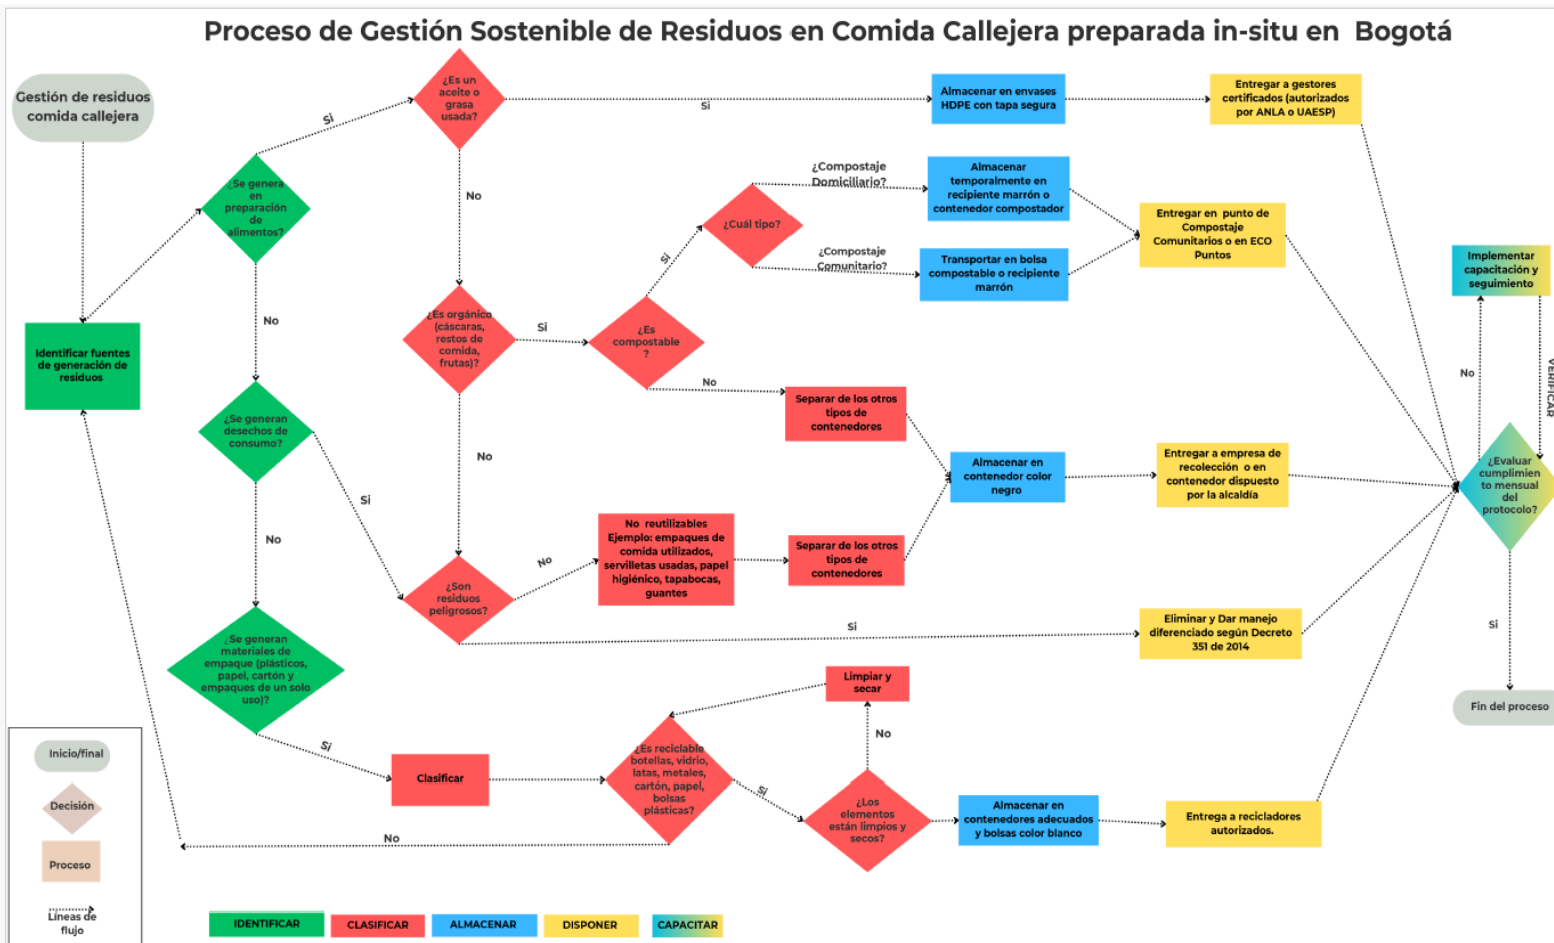 Proceso de Gestión Sostenible de Residuos en Comida Callejera preparada in-situ en Bogotá
Gestión de residuos
comida callejera
Identificar fuentes
de generación de
residuos
¿Se genera
en
preparación
de
alimentos?
Si
No
¿Se generan
desechos de
consumo?
Si
No
¿Se generan
materiales de
empaque (plásticos,
papel, cartón y
empaques de un solo
uso)?
Si
¿Es un
aceite o
grasa
usada?
Si
No
Almacenar en envases
HDPE con tapa segura
Entregar a gestores
certificados (autorizados
por ANLA o UAESP)
¿Es orgánico
(cáscaras,
restos de
comida,
frutas)?
Si
No
¿Es
compostable
?
Si
No
¿Cuál tipo?
¿Compostaje
Domiciliario?
¿Compostaje
Comunitario?
Almacenar
temporalmente en
recipiente marrón o
contenedor compostador
Transportar en bolsa
compostable o recipiente
marrón
Entregar en punto de
Compostaje
Comunitarios o en ECO
Puntos
Separar de los otros
tipos de
contenedores
Almacenar en
contenedor color
negro
Entregar a empresa de
recolección o en
contenedor dispuesto
por la alcaldía
¿Son
residuos
peligrosos?
No
Si
No reutilizables
Ejemplo: empaques de
comida utilizados,
servilletas usadas, papel
higiénico, tapabocas,
guantes
Separar de los otros
tipos de
contenedores
Eliminar y Dar manejo
diferenciado según Decreto
351 de 2014
Clasificar
¿Es reciclable
botellas, vidrio,
latas, metales,
cartón, papel,
bolsas
plásticas?
Si
No
Limpiar y
secar
No
¿Los
elementos
están limpios y
secos?
Almacenar en
contenedores adecuados
y bolsas color blanco
Entrega a recicladores
autorizados.
Implementar
capacitación y
seguimiento
No
VERIFICAR
¿Evaluar
cumplimien
to mensual
del
protocolo?
Si
Fin del proceso
Inicio/final
Decisión
Proceso
Líneas de
flujo
IDENTIFICAR
CLASIFICAR
ALMACENAR
DISPONER
CAPACITAR